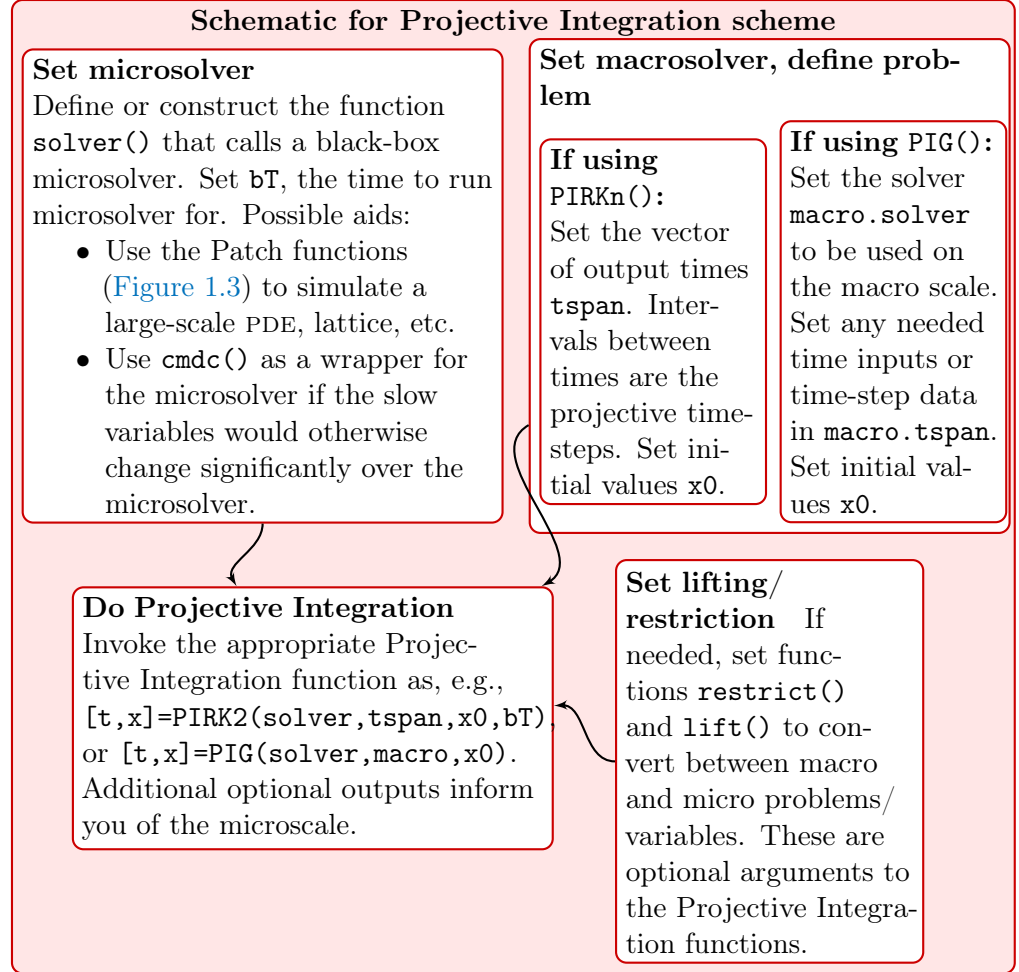 Schematic for Projective Integration scheme
Set microsolver
Define or construct the function
solver() that calls a black-box
microsolver. Set bT, the time to run
microsolver for. Possible aids:
• Use the Patch functions
(Figure 1.3) to simulate a
large-scale PDE, lattice, etc.
• Use cmdc() as a wrapper for
the microsolver if the slow
variables would otherwise
change significantly over the
microsolver.
Set macrosolver, define prob-
lem
If using
PIRKn():
Set the vector
of output times
tspan. Inter-
vals between
times are the
projective time-
steps. Set ini-
tial values x0.
If using PIG():
Set the solver
macro.solver
to be used on
the macro scale.
Set any needed
time inputs or
time-step data
in macro.tspan.
Set initial val-
ues x0.
Do Projective Integration
Invoke the appropriate Projec-
tive Integration function as, e.g.,
[t,x]=PIRK2(solver,tspan,x0,bT),
or [t,x]=PIG(solver,macro,x0).
Additional optional outputs inform
you of the microscale.
Set lifting/
restriction If
needed, set func-
tions restrict()
and lift() to con-
vert between macro
and micro problems/
variables. These are
optional arguments to
the Projective Integra-
tion functions.